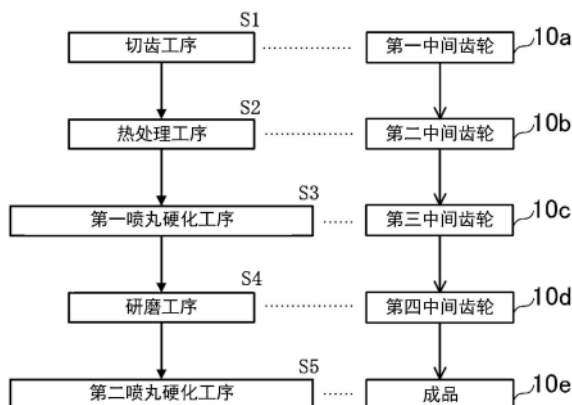 S1
切齿工序
第一中间齿轮
10a
S2
热处理工序
第二中间齿轮
10b
S3
第一喷丸硬化工序
第三中间齿轮
10c
S4
研磨工序
第四中间齿轮
10d
S5
第二喷丸硬化工序
成品
10e